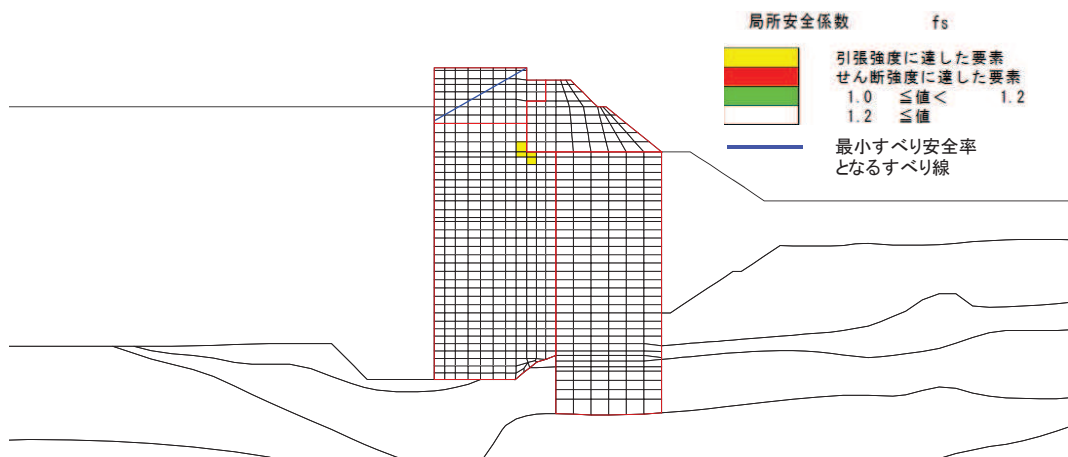 局所安全係数 fs
引張強度に達した要素
せん断強度に達した要素
1.0 ≦値< 1.2
1.2 ≦値
最小すべり安全率
となるすべり線